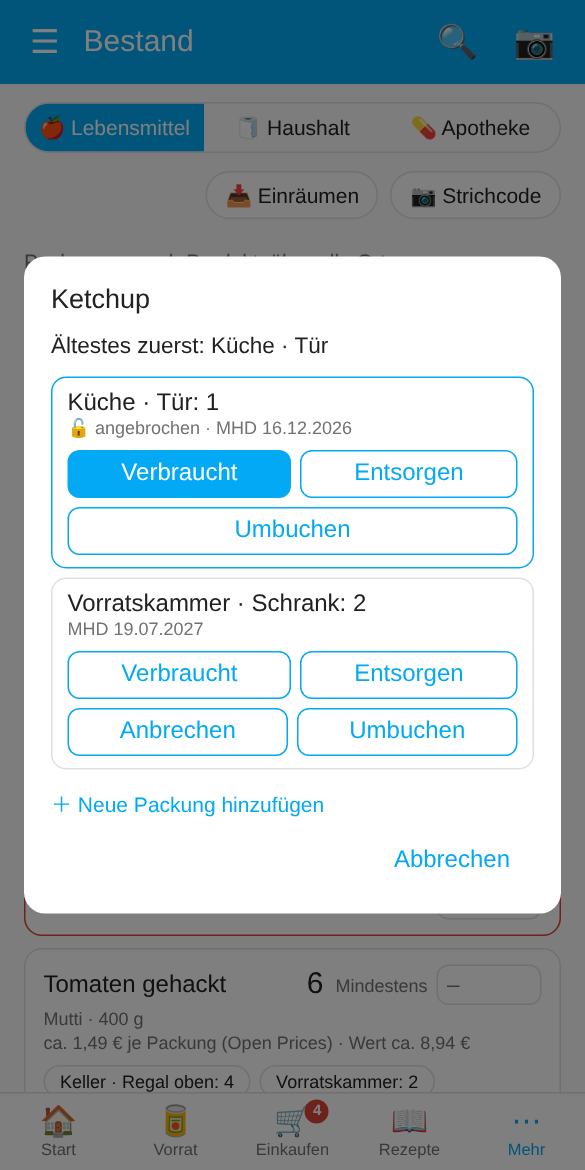 Bestand
Lebensmittel
Haushalt
Apotheke
Einräumen
Strichcode
Ketchup
Ältestes zuerst: Küche · Tür
Küche · Tür: 1
angebrochen · MHD 16.12.2026
Verbraucht
Entsorgen
Umbuchen
Vorratskammer · Schrank: 2
MHD 19.07.2027
Verbraucht
Entsorgen
Anbrechen
Umbuchen
+ Neue Packung hinzufügen
Abbrechen
Tomaten gehackt
6 Mindestens –
Mutti · 400 g
ca. 1,49 € je Packung (Open Prices) · Wert ca. 8,94 €
Keller · Regal oben: 4
Vorratskammer: 2
4
Start
Vorrat
Einkaufen
Rezepte
Mehr